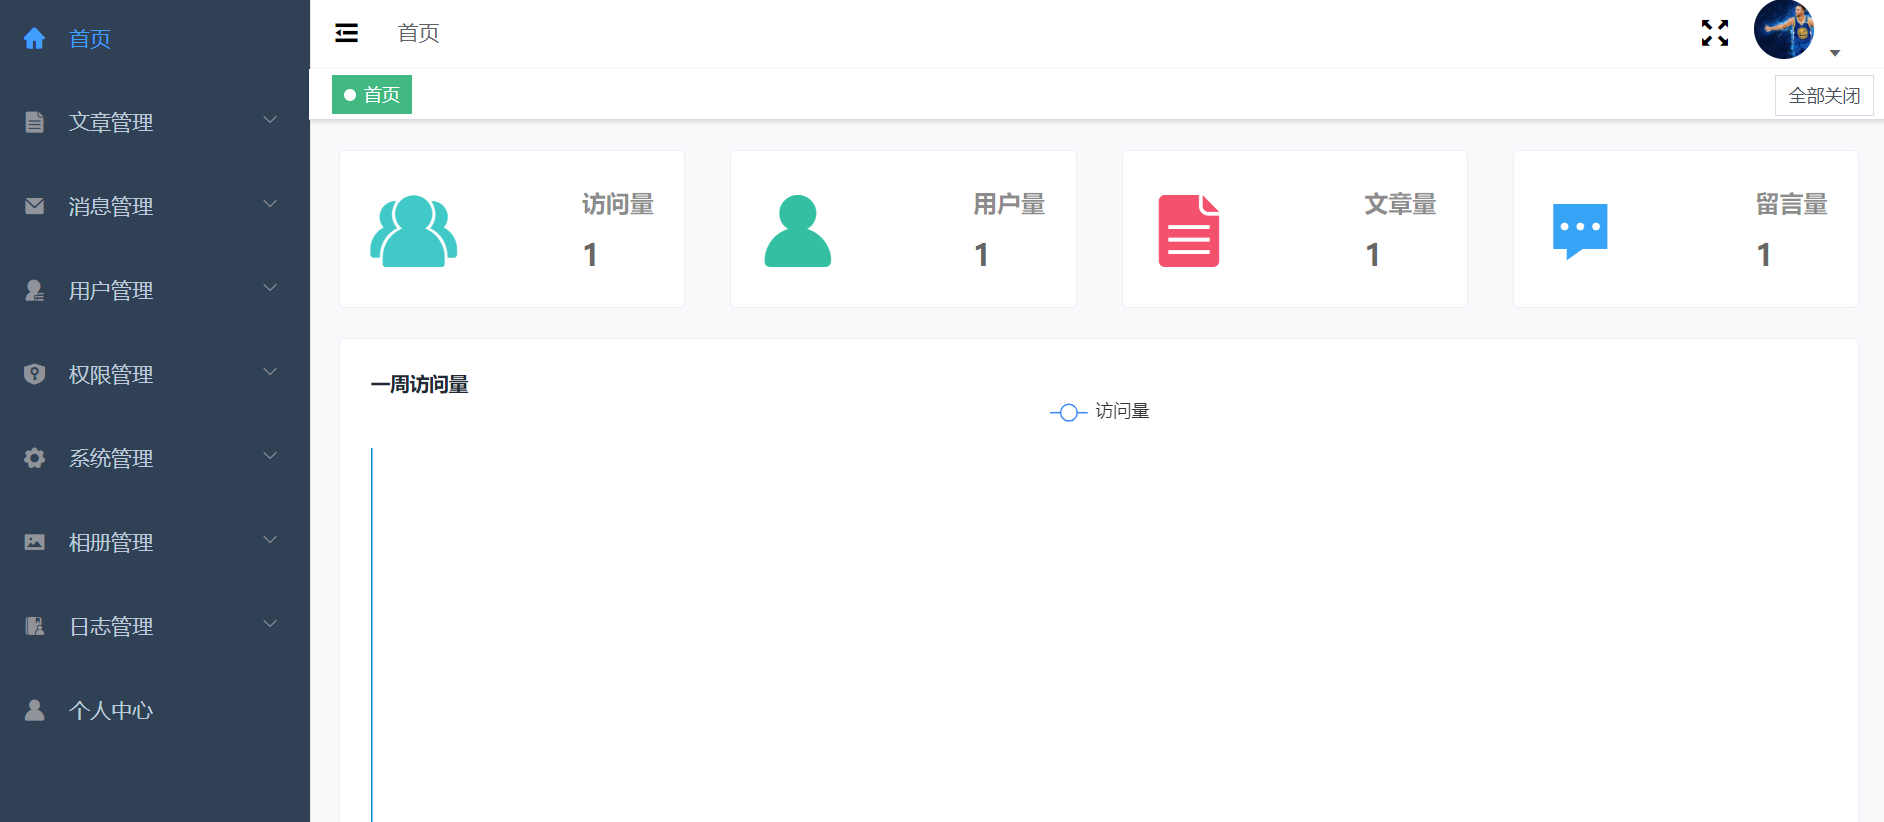 首页
文章管理
消息管理
用户管理
权限管理
系统管理
相册管理
日志管理
个人中心
首页
首页
全部关闭
访问量
1
用户量
1
文章量
1
留言量
1
一周访问量
访问量